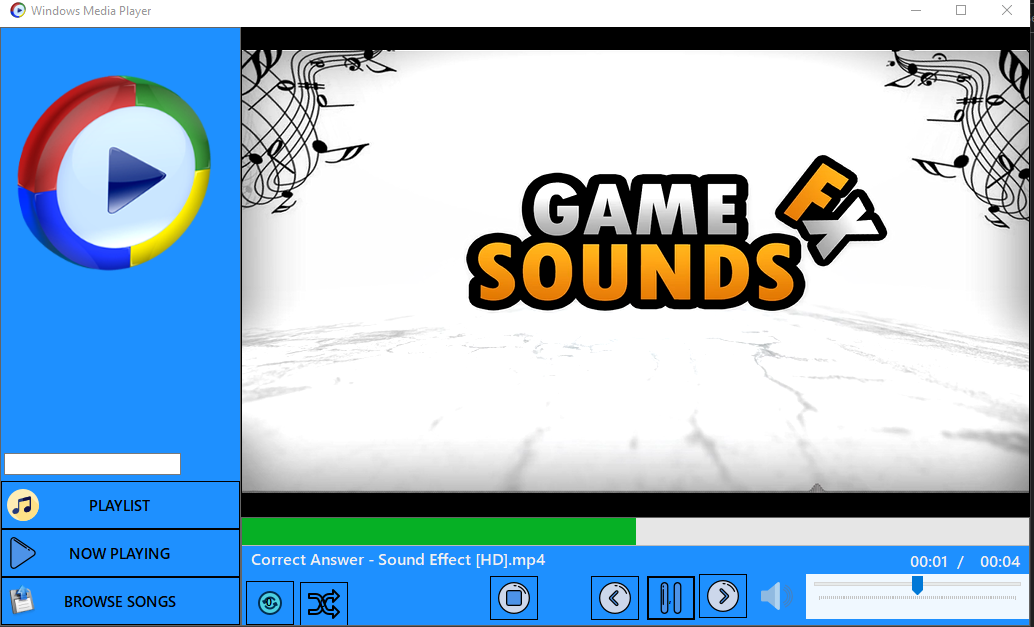 Windows Media Player
GAME FX
SOUNDS
PLAYLIST
NOW PLAYING
BROWSE SONGS
Correct Answer - Sound Effect [HD].mp4
00:01 / 00:04